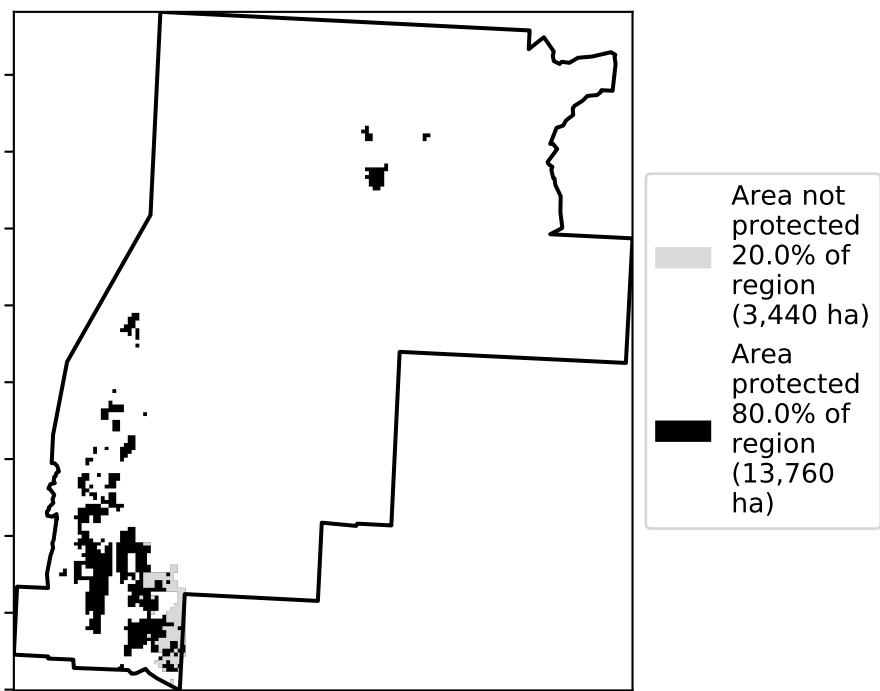 Area not
protected
20.0% of
region
(3,440 ha)
Area
protected
80.0% of
region
(13,760
ha)